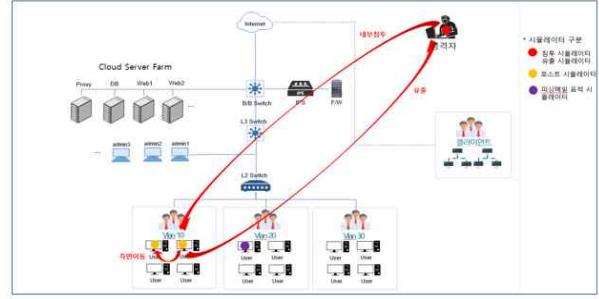 Internet
내부침투
공격자
* 시뮬레이터 구분
침투 시뮬레이터
유출 시뮬레이터
호스트 시뮬레이터
피싱메일 표적 시
뮬레이터
유출
Cloud Server Farm
Proxy DB Web1 Web2
...
B/B Switch IPS F/W
L3 Switch
클라이언트
...
admin3 admin2 admin1
L2 Switch
Vlan 10 Vlan 20 Vlan 30
측면이동
User User User User User User
User User User User User User